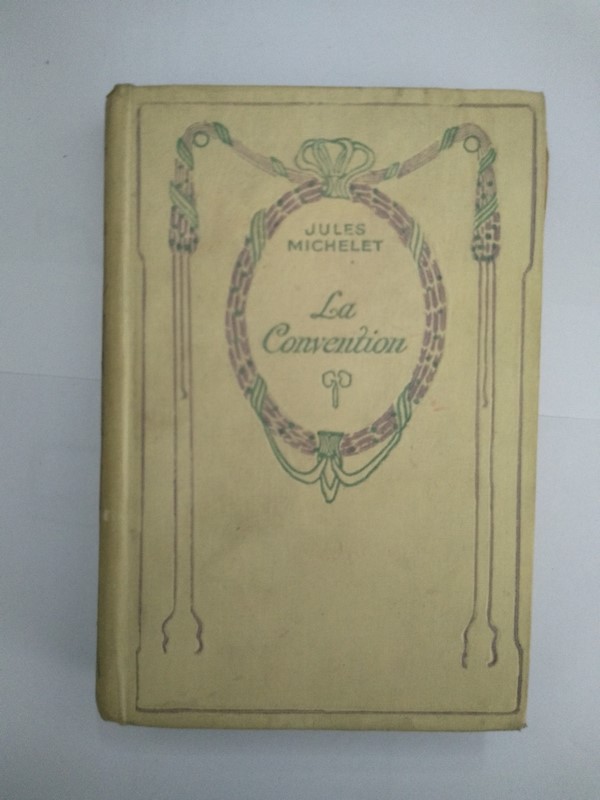 JULES
MICHELET
La
Convention